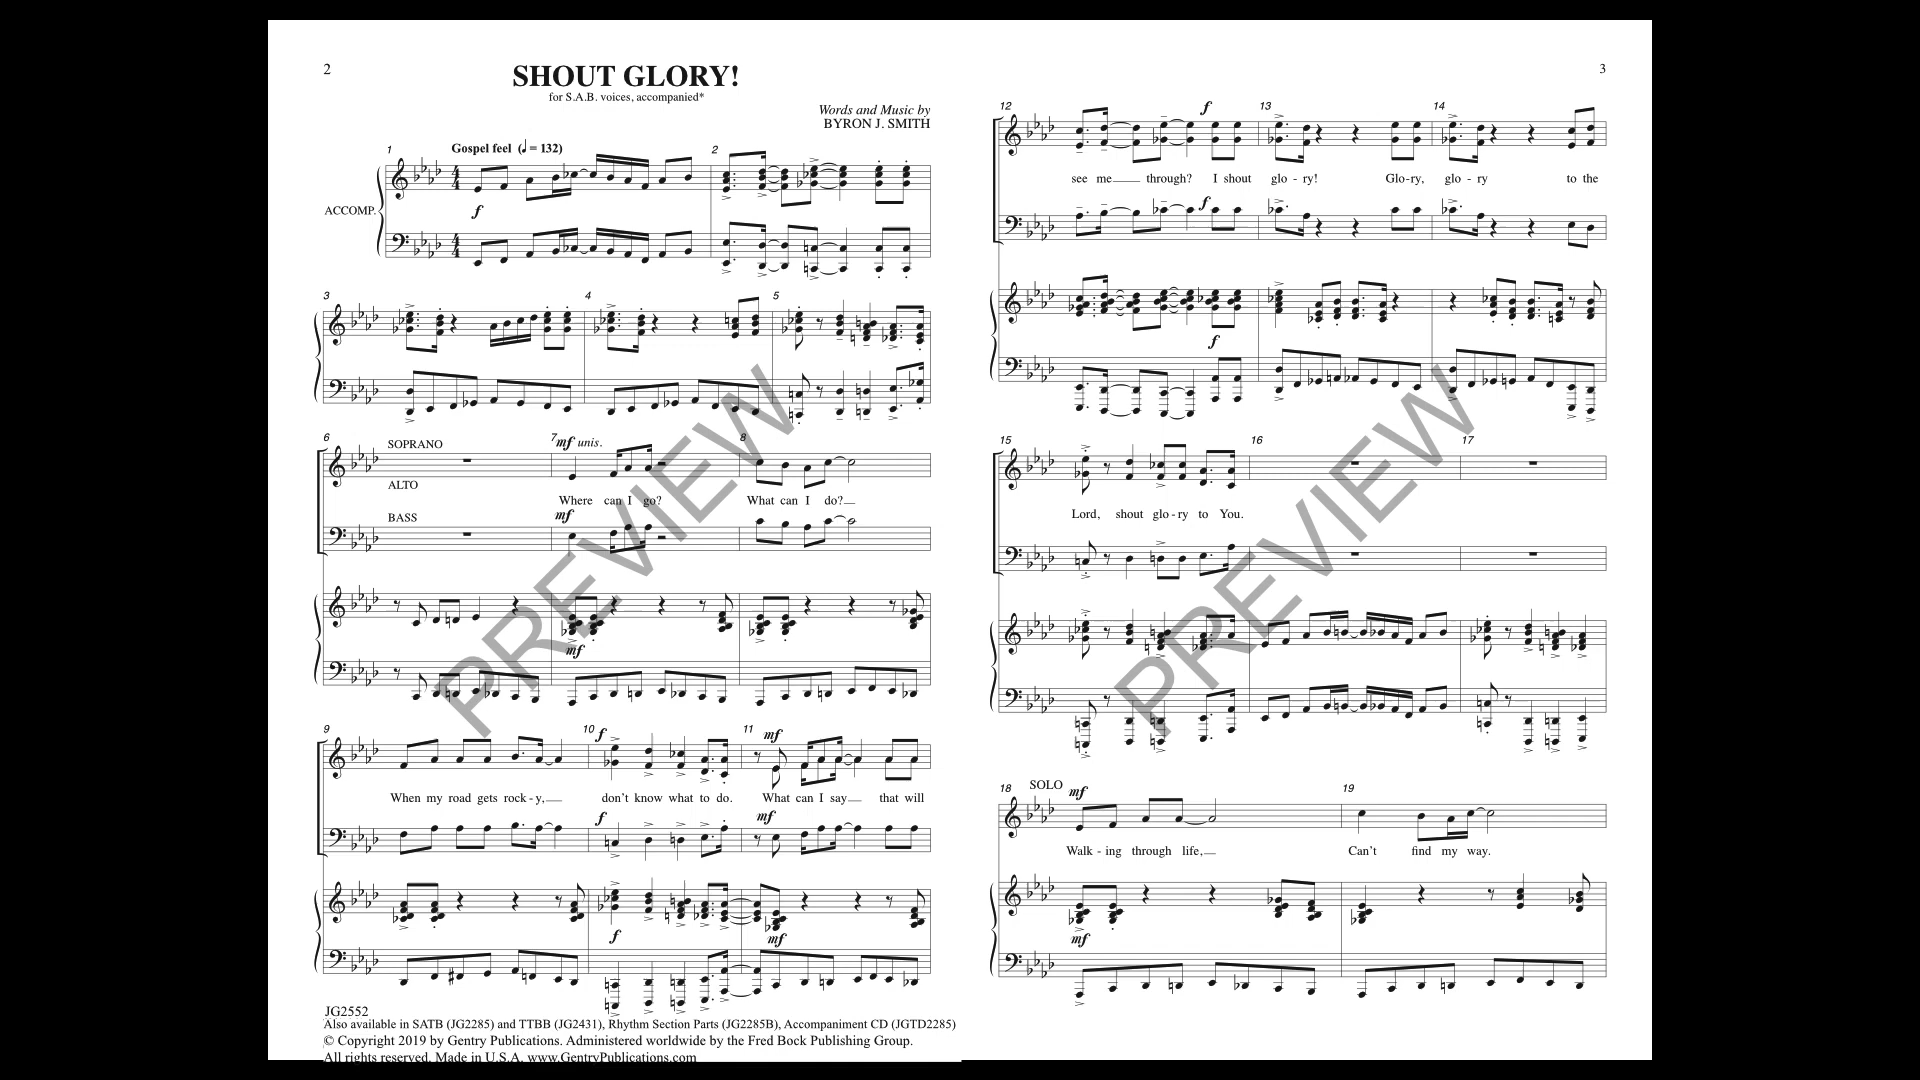 2
SHOUT GLORY!
for S.A.B. voices, accompanied*
Words and Music by
BYRON J. SMITH
1
Gospel feel (♩ = 132)
2
ACCOMP.
f
3
4
5
6
SOPRANO
7
mf unis.
8
ALTO
Where can I go? What can I do?
BASS
mf
mf
9
10
f
11
mf
When my road gets rock - y, don't know what to do. What can I say that will
f
mf
f
mf
JG2552
Also available in SATB (JG2285) and TTBB (JG2431), Rhythm Section Parts (JG2285B), Accompaniment CD (JGTD2285)
© Copyright 2019 by Gentry Publications. Administered worldwide by the Fred Bock Publishing Group.
All rights reserved. Made in U.S.A. www.GentryPublications.com
PREVIEW
3
12
f
13
14
see me through? I shout glo - ry! Glo-ry, glo - ry to the
f
f
15
16
17
Lord, shout glo - ry to You.
18
SOLO
mf
19
Walk - ing through life, Can't find my way.
mf
PREVIEW